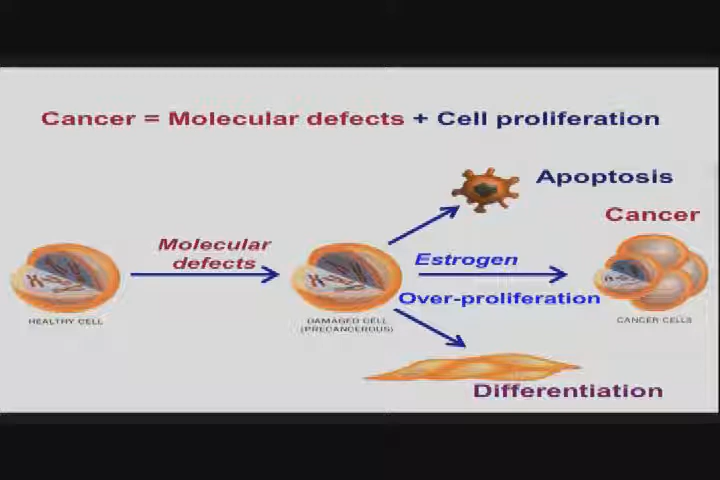 Cancer = Molecular defects + Cell proliferation
Apoptosis
Cancer
Molecular
defects
Estrogen
Over-proliferation
HEALTHY CELL
DAMAGED CELL
(PRECANCEROUS)
CANCER CELLS
Differentiation